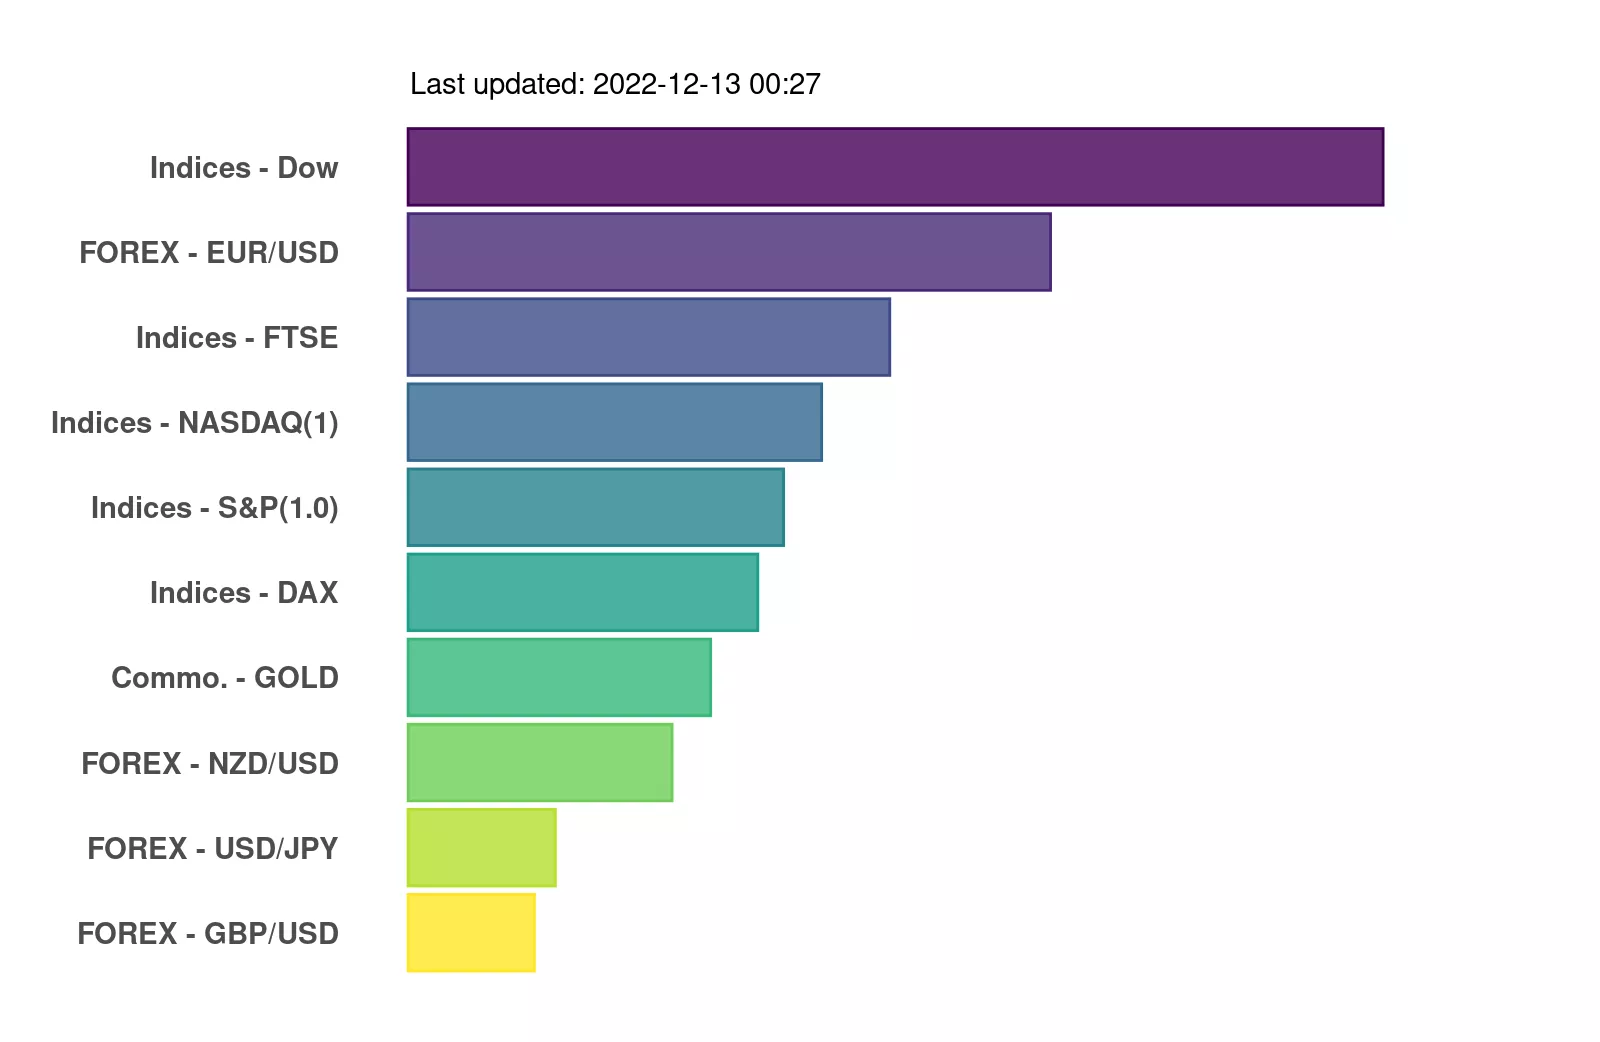 Last updated: 2022-12-13 00:27
Indices - Dow
FOREX - EUR/USD
Indices - FTSE
Indices - NASDAQ(1)
Indices - S&P(1.0)
Indices - DAX
Commo. - GOLD
FOREX - NZD/USD
FOREX - USD/JPY
FOREX - GBP/USD